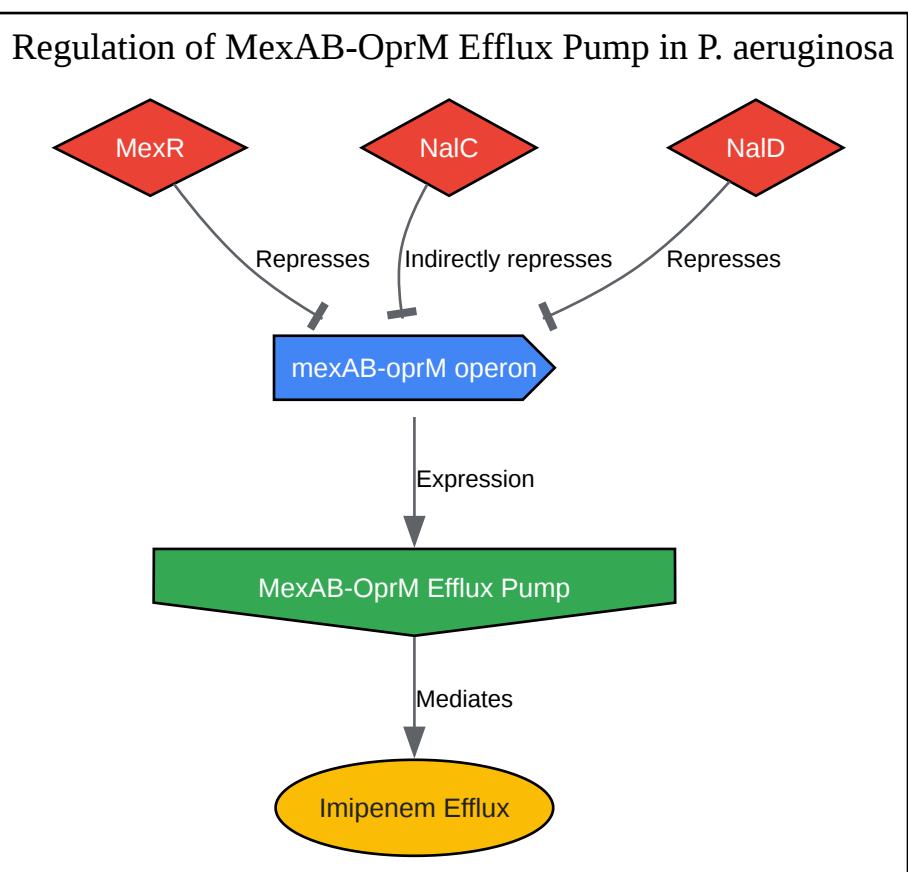 Regulation of MexAB-OprM Efflux Pump in P. aeruginosa
MexR
NalC
NalD
Represses
Indirectly represses
Represses
mexAB-oprM operon
Expression
MexAB-OprM Efflux Pump
Mediates
Imipenem Efflux